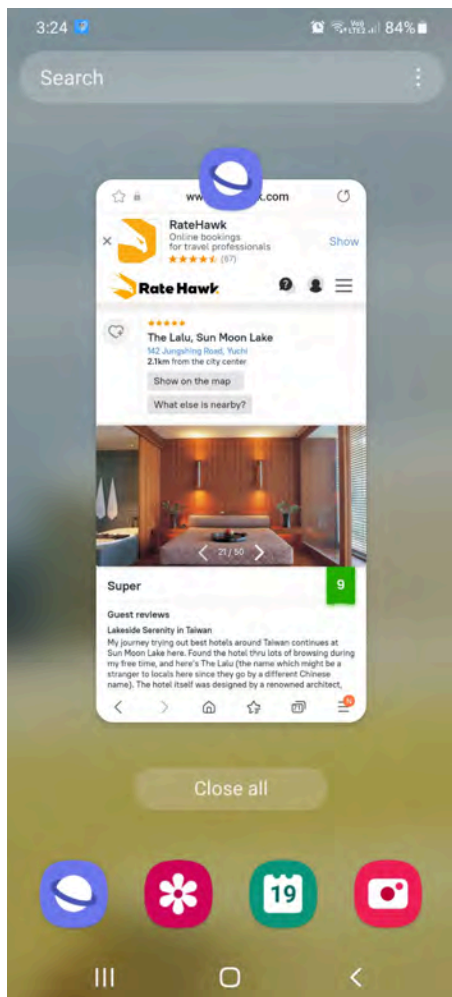 3:24
84%
Search
ww k.com
RateHawk
Online bookings
for travel professionals
(87)
Show
Rate Hawk
The Lalu, Sun Moon Lake
142 Jungshing Road, Yuchi
2.1km from the city center
Show on the map
What else is nearby?
21 / 50
Super
9
Guest reviews
Lakeside Serenity in Taiwan
My journey trying out best hotels around Taiwan continues at
Sun Moon Lake here. Found the hotel thru lots of browsing during
my free time, and here's The Lalu (the name which might be a
stranger to locals here since they go by a different Chinese
name). The hotel itself was designed by a renowned architect,
Close all
19